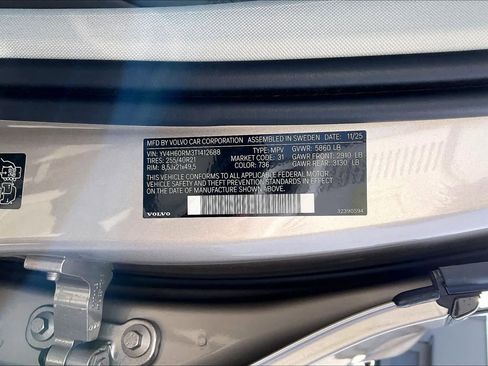 MFD BY VOLVO CAR CORPORATION ASSEMBLED IN SWEDEN DATE: 11/25
VIN: YV4H60RM3T1412688 TYPE: MPV GVWR: 5860 LB
TIRES: 255/40R21 MARKET CODE: 31 GAWR FRONT: 2910 LB
RIM: 8,5Jx21x49,5 COLOR: 736 GAWR REAR: 3130 LB
CONFORMS TO ALL APPLICABLE FEDERAL MOTOR
VEHICLE SAFETY, BUMPER, AND THEFT PREVENTION
STANDARDS IN EFFECT ON THE DATE OF
MANUFACTURE SHOWN ABOVE.
VOLVO 32390594